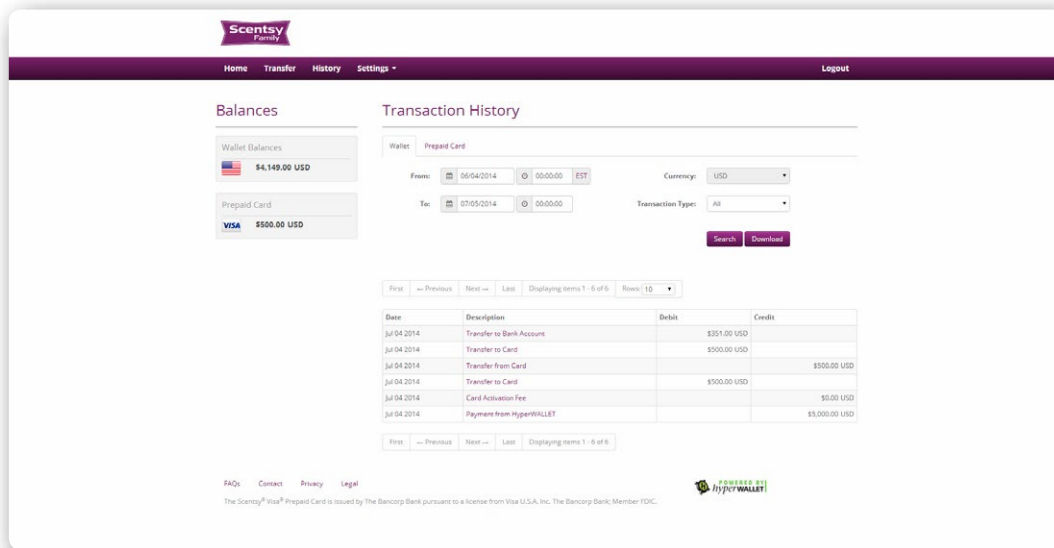 Scentsy
Family
Home Transfer History Settings Logout
Balances
Wallet Balances
$4,149.00 USD
Prepaid Card
VISA $500.00 USD
Transaction History
Wallet Prepaid Card
From: 06/04/2014 00:00:00 EST Currency: USD
To: 07/05/2014 00:00:00 Transaction Type: All
Search Download
First ← Previous Next → Last Displaying items 1 - 6 of 6 Rows: 10
Date Description Debit Credit
Jul 04 2014 Transfer to Bank Account $351.00 USD
Jul 04 2014 Transfer to Card $500.00 USD
Jul 04 2014 Transfer from Card $500.00 USD
Jul 04 2014 Transfer to Card $500.00 USD
Jul 04 2014 Card Activation Fee $0.00 USD
Jul 04 2014 Payment from HyperWALLET $5,000.00 USD
First ← Previous Next → Last Displaying items 1 - 6 of 6
FAQs Contact Privacy Legal
POWERED BY
hyperWALLET
The Scentsy® Visa® Prepaid Card is issued by The Bancorp Bank pursuant to a license from Visa U.S.A. Inc. The Bancorp Bank; Member FDIC.